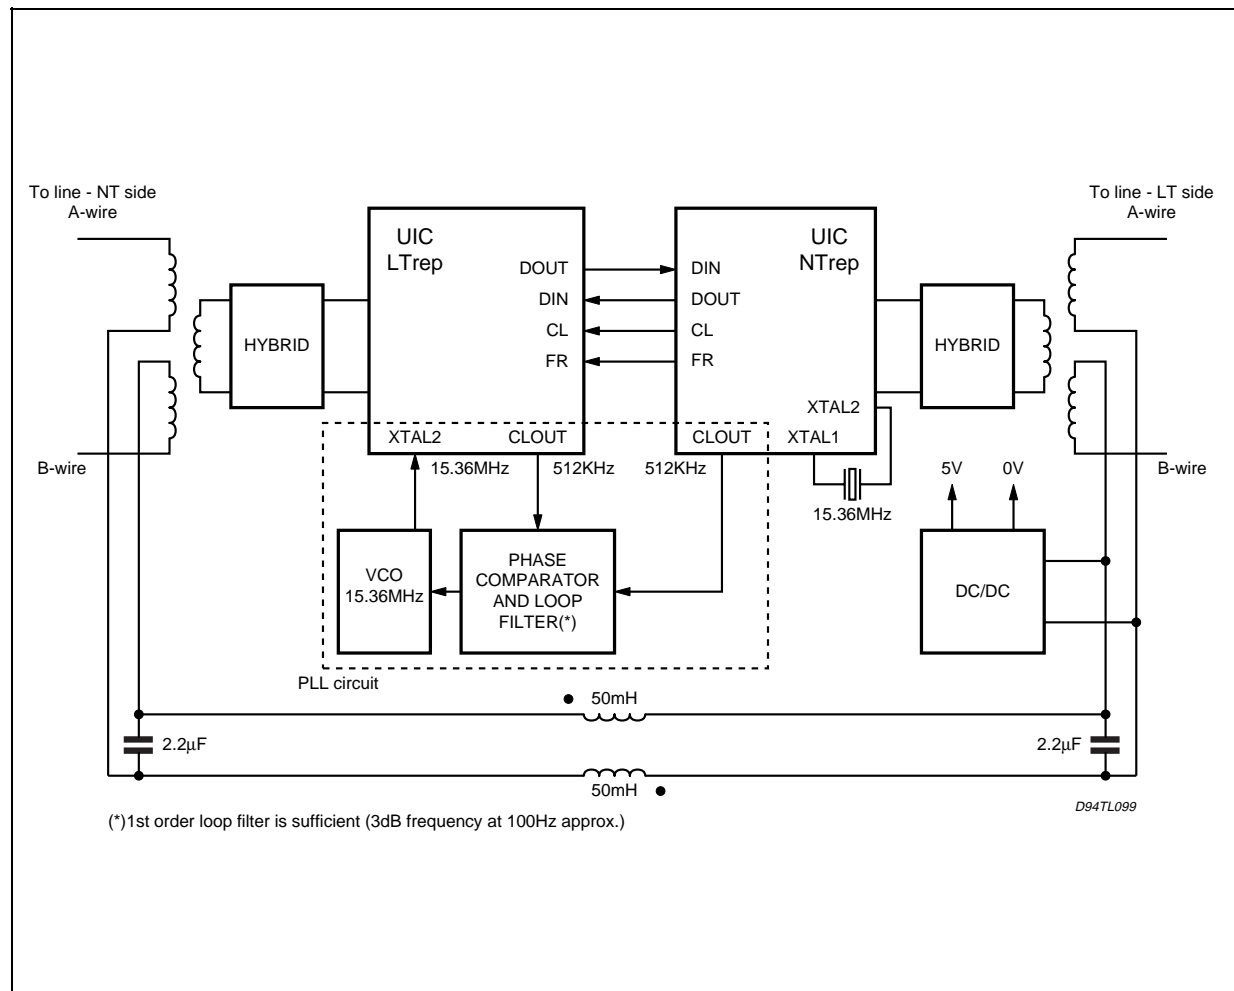 To line - NT side
A-wire
To line - LT side
A-wire
UIC
LTrep
UIC
NTrep
DOUT
DIN
DIN
DOUT
CL
CL
FR
FR
HYBRID
HYBRID
XTAL2
XTAL2
CLOUT
CLOUT
XTAL1
B-wire
15.36MHz
512KHz
512KHz
B-wire
5V
0V
15.36MHz
VCO
15.36MHz
PHASE
COMPARATOR
AND LOOP
FILTER(*)
DC/DC
PLL circuit
50mH
2.2μF
2.2μF
50mH
D94TL099
(*)1st order loop filter is sufficient (3dB frequency at 100Hz approx.)